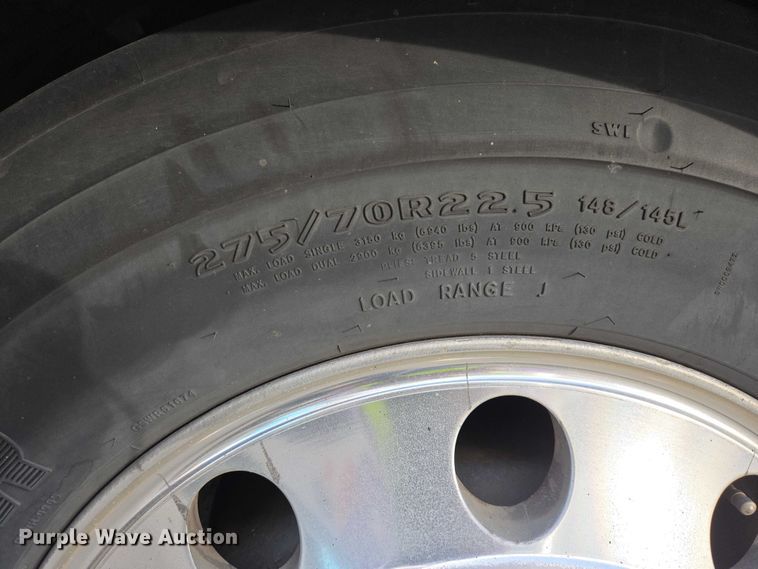 SWI
275/70R22.5 148/145L
MAX. LOAD SINGLE 3150 kg (6940 lbs) AT 900 kPa (130 psi) COLD
MAX. LOAD DUAL 2900 kg (6395 lbs) AT 900 kPa (130 psi) COLD
PLIES: TREAD 5 STEEL
SIDEWALL 1 STEEL
LOAD RANGE J
Purple Wave Auction